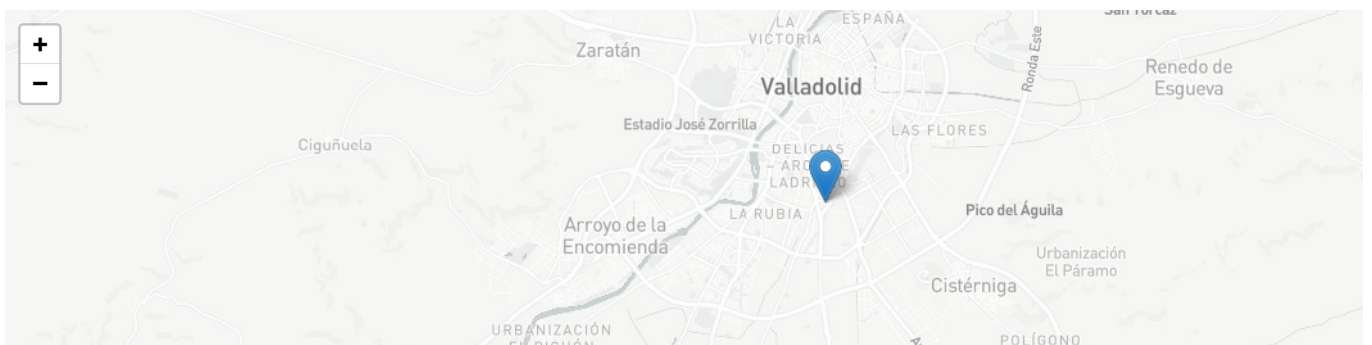 +
−
Zaratán
LA
VICTORIA
ESPAÑA
Ronda Este
Renedo de
Esgueva
Valladolid
Estadio José Zorrilla
Ciguñuela
LAS FLORES
DELICIAS
LA RUBIA
Pico del Águila
Arroyo de la
Encomienda
Urbanización
El Páramo
Cistérniga
URBANIZACIÓN
POLÍGONO